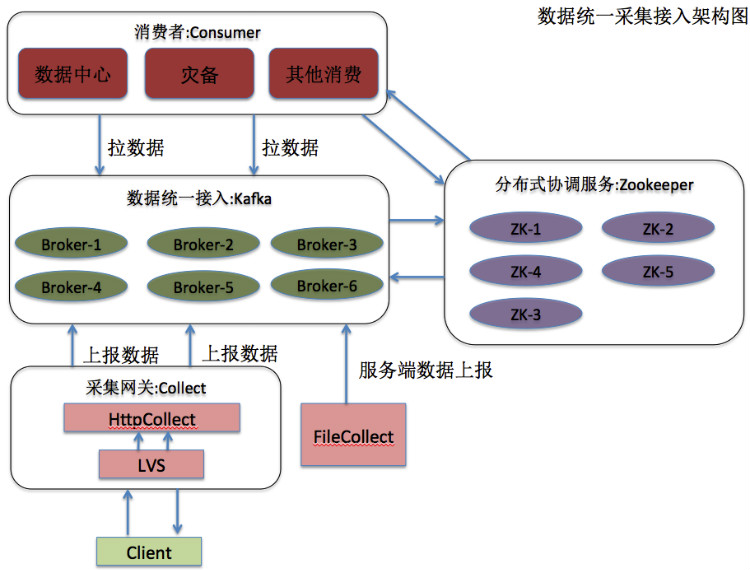 数据统一采集接入架构图
消费者:Consumer
数据中心
灾备
其他消费
拉数据
拉数据
数据统一接入:Kafka
Broker-1
Broker-2
Broker-3
Broker-4
Broker-5
Broker-6
分布式协调服务:Zookeeper
ZK-1
ZK-2
ZK-4
ZK-5
ZK-3
上报数据
上报数据
服务端数据上报
采集网关:Collect
HttpCollect
LVS
FileCollect
Client